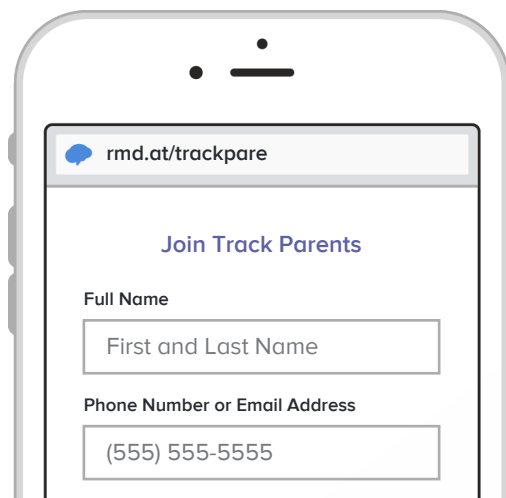 rmd.at/trackpare
Join Track Parents
Full Name
First and Last Name
Phone Number or Email Address
(555) 555-5555